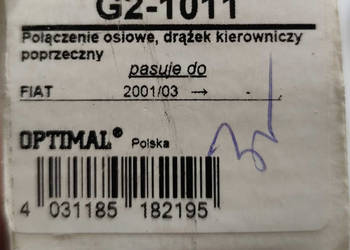 G2-1011
Połączenie osiowe, drążek kierowniczy
poprzeczny
pasuje do
FIAT 2001/03 → -
OPTIMAL® Polska
4 031185 182195